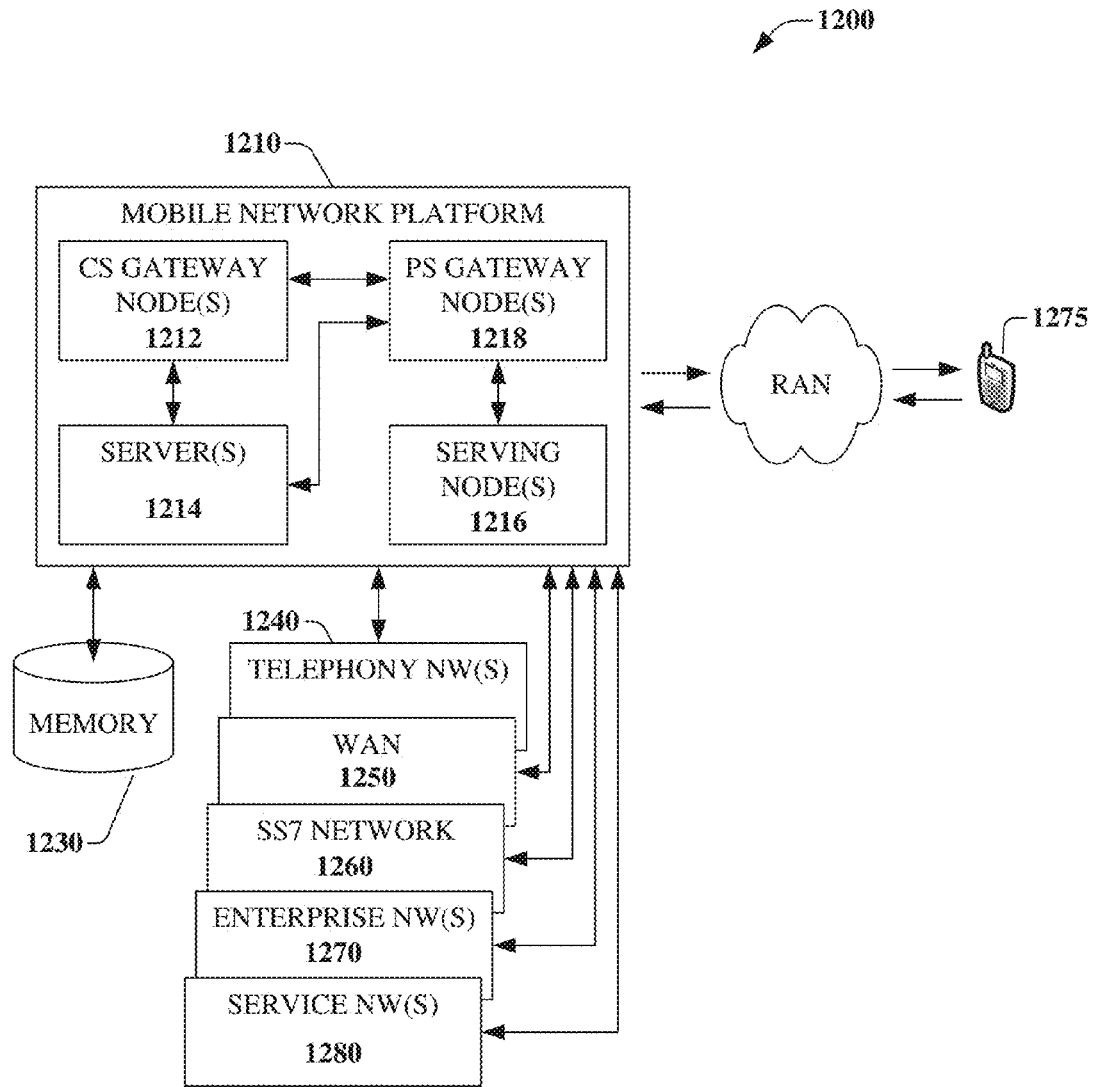 1200
1210
MOBILE NETWORK PLATFORM
CS GATEWAY
NODE(S)
1212
PS GATEWAY
NODE(S)
1218
SERVER(S)
1214
SERVING
NODE(S)
1216
RAN
1275
1240
TELEPHONY NW(S)
MEMORY
1230
WAN
1250
SS7 NETWORK
1260
ENTERPRISE NW(S)
1270
SERVICE NW(S)
1280